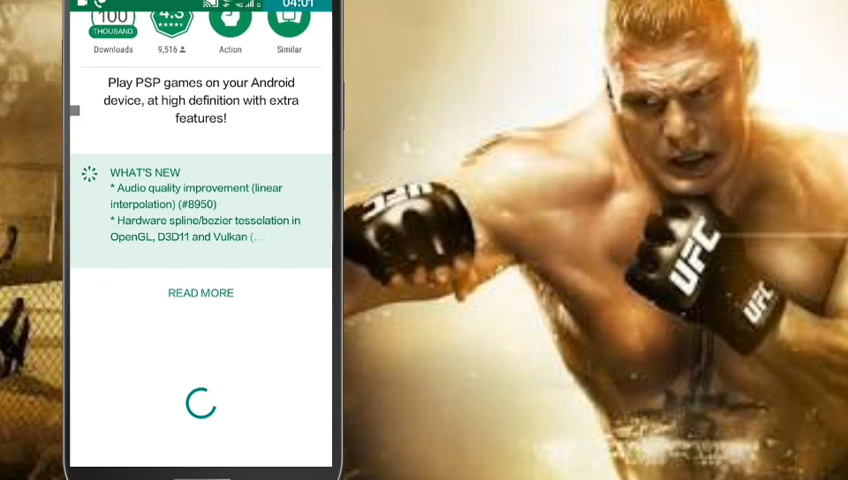 04:01
100
THOUSAND
4.3
Downloads
9,516
Action
Similar
Play PSP games on your Android
device, at high definition with extra
features!
WHAT'S NEW
* Audio quality improvement (linear
interpolation) (#8950)
* Hardware spline/bezier tesselation in
OpenGL, D3D11 and Vulkan (...
READ MORE
UFC
UFC
UFC